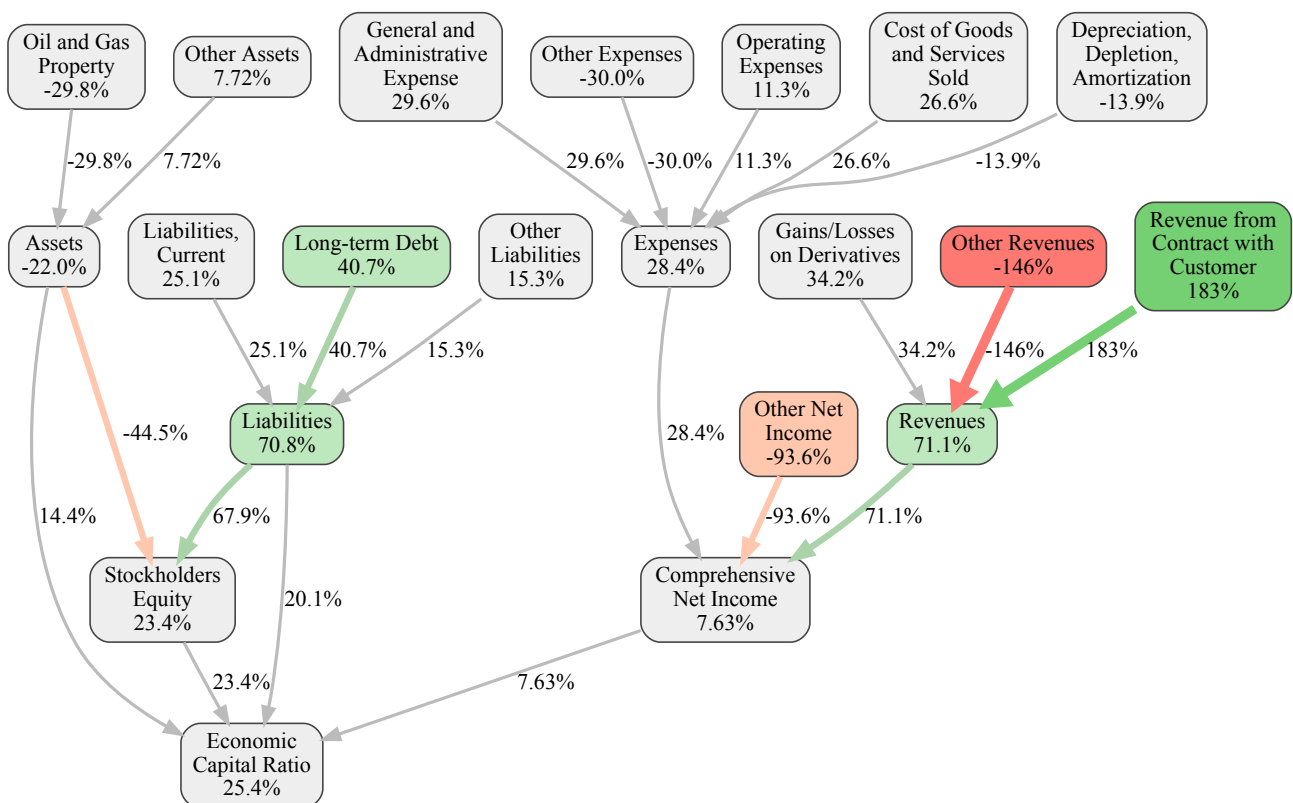 Oil and Gas
Property
-29.8%
Other Assets
7.72%
General and
Administrative
Expense
29.6%
Other Expenses
-30.0%
Operating
Expenses
11.3%
Cost of Goods
and Services
Sold
26.6%
Depreciation,
Depletion,
Amortization
-13.9%
-29.8%
7.72%
29.6%
-30.0%
11.3%
26.6%
-13.9%
Assets
-22.0%
Liabilities,
Current
25.1%
Long-term Debt
40.7%
Other
Liabilities
15.3%
Expenses
28.4%
Gains/Losses
on Derivatives
34.2%
Other Revenues
-146%
Revenue from
Contract with
Customer
183%
25.1%
40.7%
15.3%
34.2%
-146%
183%
-44.5%
Liabilities
70.8%
28.4%
Other Net
Income
-93.6%
Revenues
71.1%
14.4%
67.9%
-93.6%
71.1%
Stockholders
Equity
23.4%
20.1%
Comprehensive
Net Income
7.63%
23.4%
7.63%
Economic
Capital Ratio
25.4%